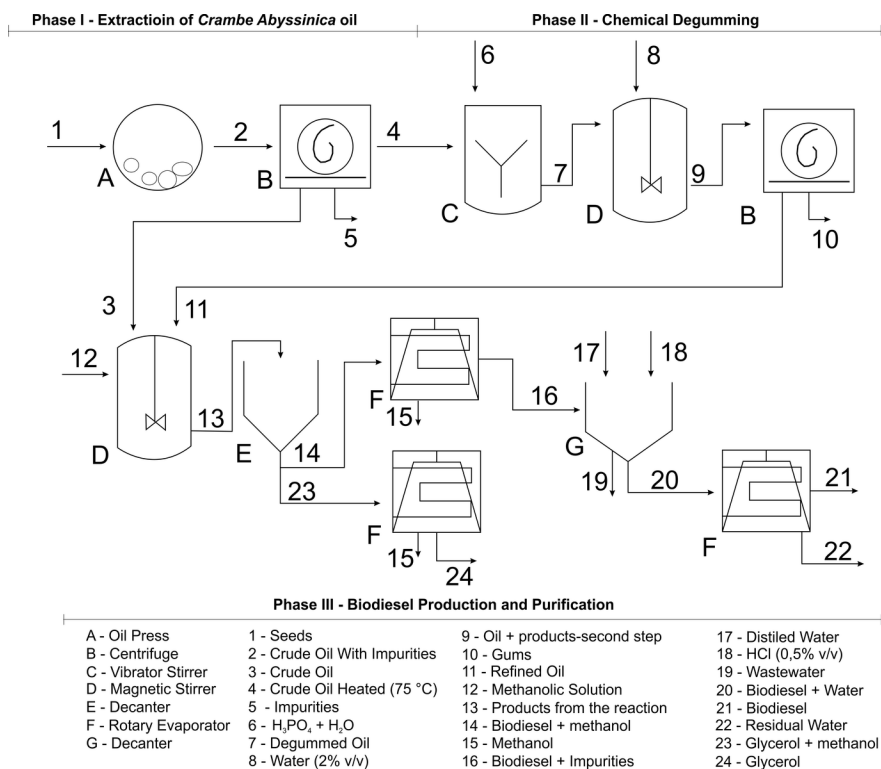 Phase I - Extractioin of Crambe Abyssinica oil
Phase II - Chemical Degumming
6
8
1
2
4
A
B
C
7
D
9
B
5
10
3
11
12
13
D
E
14
23
F
15
16
17
18
G
19
20
F
15
24
F
21
22
Phase III - Biodiesel Production and Purification
A - Oil Press
B - Centrifuge
C - Vibrator Stirrer
D - Magnetic Stirrer
E - Decanter
F - Rotary Evaporator
G - Decanter
1 - Seeds
2 - Crude Oil With Impurities
3 - Crude Oil
4 - Crude Oil Heated (75 °C)
5 - Impurities
6 - H₃PO₄ + H₂O
7 - Degummed Oil
8 - Water (2% v/v)
9 - Oil + products-second step
10 - Gums
11 - Refined Oil
12 - Methanolic Solution
13 - Products from the reaction
14 - Biodiesel + methanol
15 - Methanol
16 - Biodiesel + Impurities
17 - Distiled Water
18 - HCl (0,5% v/v)
19 - Wastewater
20 - Biodiesel + Water
21 - Biodiesel
22 - Residual Water
23 - Glycerol + methanol
24 - Glycerol